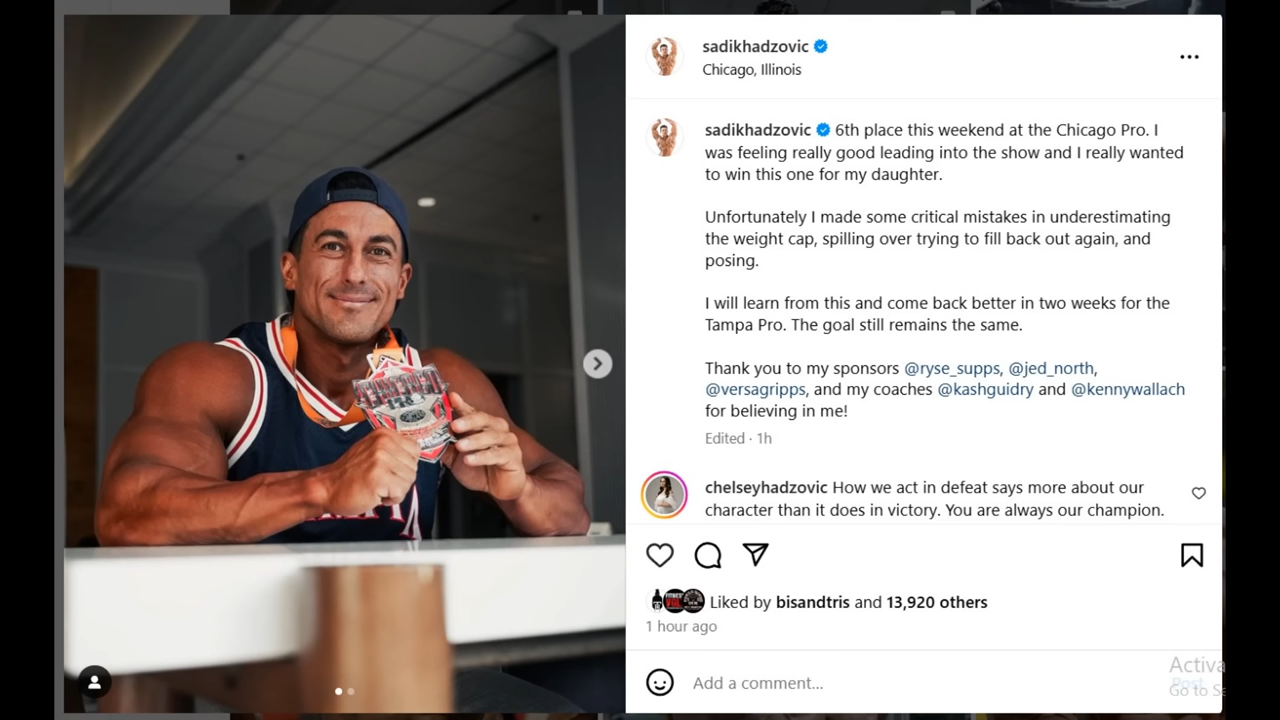 sadikhadzovic
Chicago, Illinois
sadikhadzovic 6th place this weekend at the Chicago Pro. I
was feeling really good leading into the show and I really wanted
to win this one for my daughter.
Unfortunately I made some critical mistakes in underestimating
the weight cap, spilling over trying to fill back out again, and
posing.
I will learn from this and come back better in two weeks for the
Tampa Pro. The goal still remains the same.
Thank you to my sponsors @ryse_supps, @jed_north,
@versagripps, and my coaches @kashguidry and @kennywallach
for believing in me!
Edited · 1h
chelseyhadzovic How we act in defeat says more about our
character than it does in victory. You are always our champion.
Liked by bisandtris and 13,920 others
1 hour ago
Add a comment...
Post
Activa
Go to Se